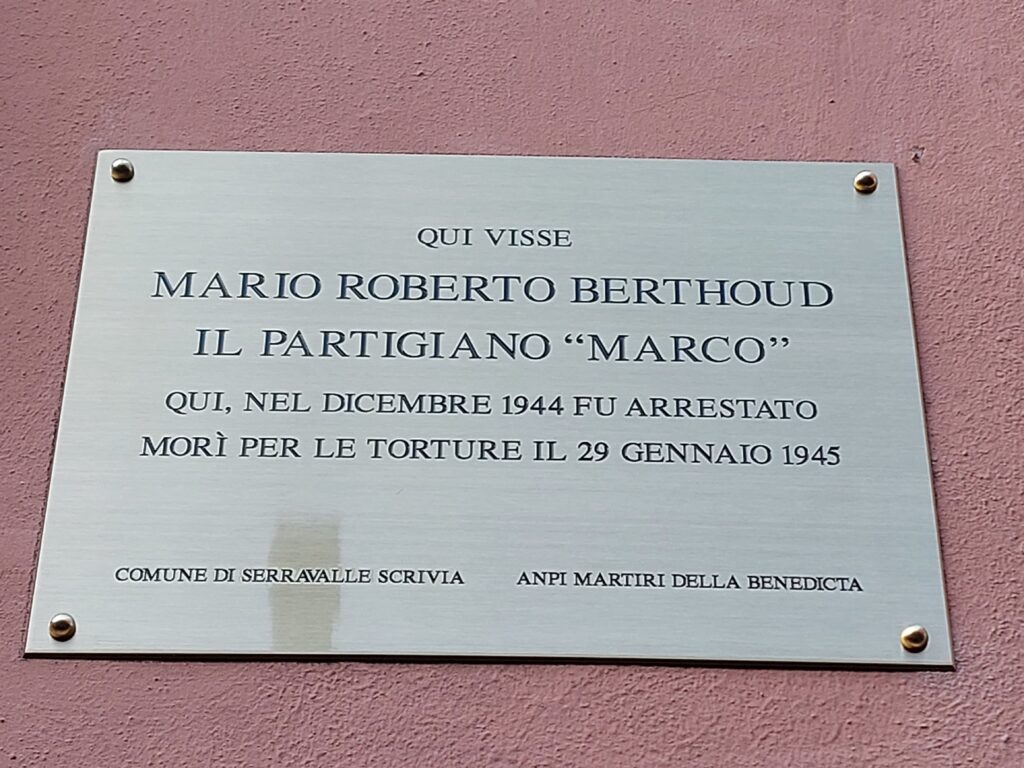 QUI VISSE
MARIO ROBERTO BERTHOUD
IL PARTIGIANO “MARCO”
QUI, NEL DICEMBRE 1944 FU ARRESTATO
MORÌ PER LE TORTURE IL 29 GENNAIO 1945
COMUNE DI SERRAVALLE SCRIVIA ANPI MARTIRI DELLA BENEDICTA